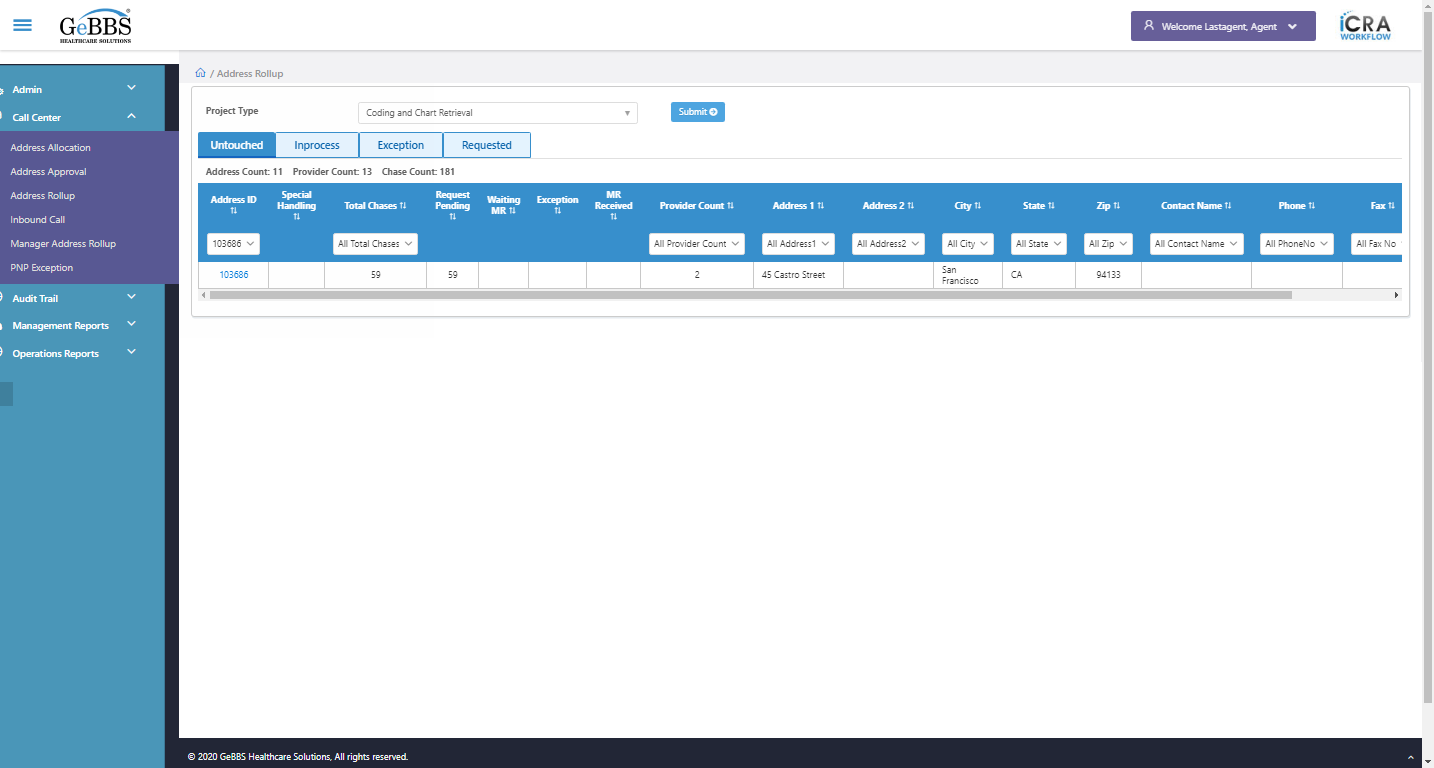 GeBBS
HEALTHCARE SOLUTIONS
Welcome Lastagent, Agent
iCRA
WORKFLOW
Admin
Call Center
Address Allocation
Address Approval
Address Rollup
Inbound Call
Manager Address Rollup
PNP Exception
Audit Trail
Management Reports
Operations Reports
/ Address Rollup
Project Type
Coding and Chart Retrieval
Submit
Untouched Inprocess Exception Requested
Address Count: 11 Provider Count: 13 Chase Count: 181
Address ID Special Handling Total Chases Request Pending Waiting MR Exception MR Received Provider Count Address 1 Address 2 City State Zip Contact Name Phone Fax
103686 All Total Chases All Provider Count All Address1 All Address2 All City All State All Zip All Contact Name All PhoneNo All Fax No
103686 59 59 2 45 Castro Street San Francisco CA 94133
© 2020 GeBBS Healthcare Solutions, All rights reserved.